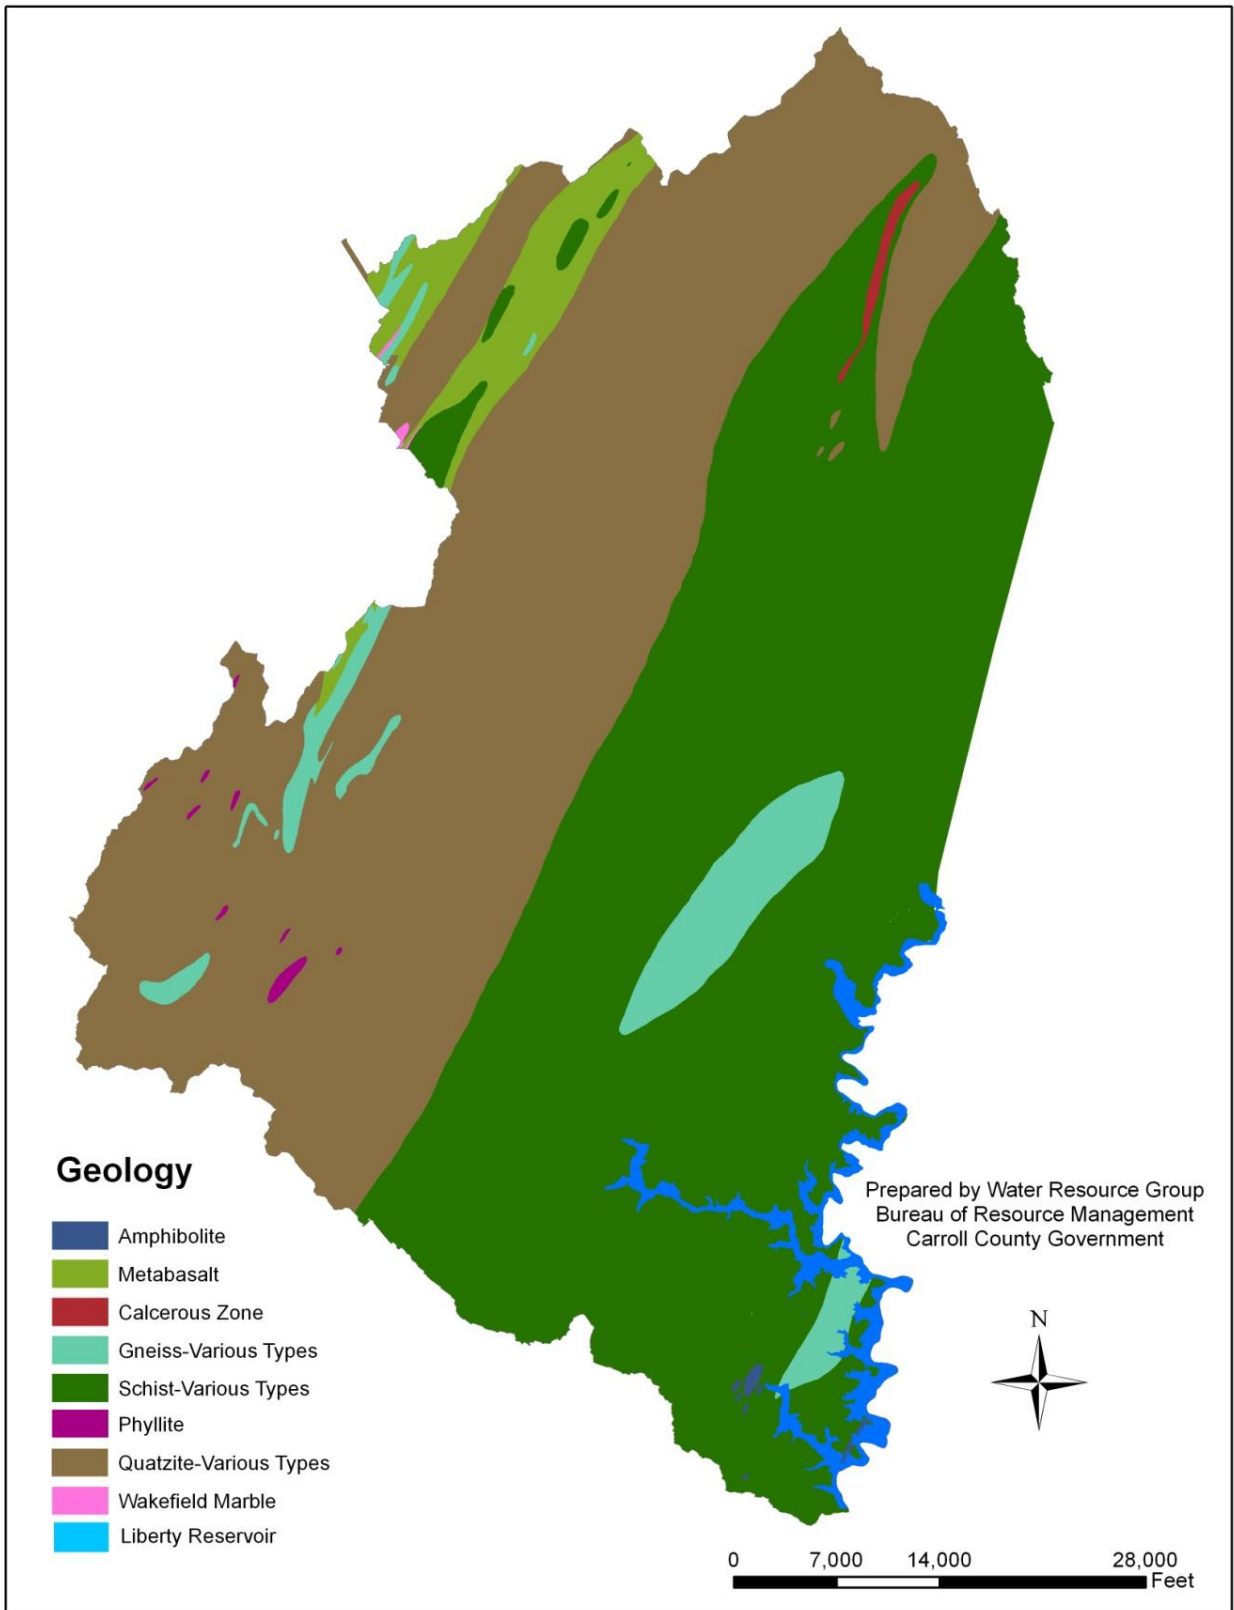 Geology
Amphibolite
Metabasalt
Calcerous Zone
Gneiss-Various Types
Schist-Various Types
Phyllite
Quatzite-Various Types
Wakefield Marble
Liberty Reservoir
Prepared by Water Resource Group
Bureau of Resource Management
Carroll County Government
N
0 7,000 14,000 28,000
Feet